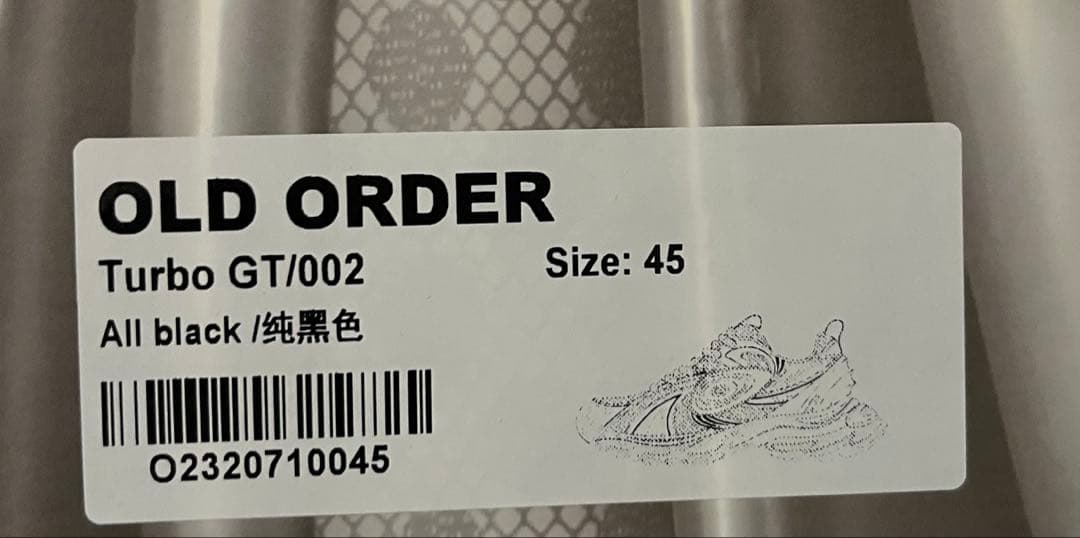 OLD ORDER
Turbo GT/002
Size: 45
All black /纯黑色
O2320710045